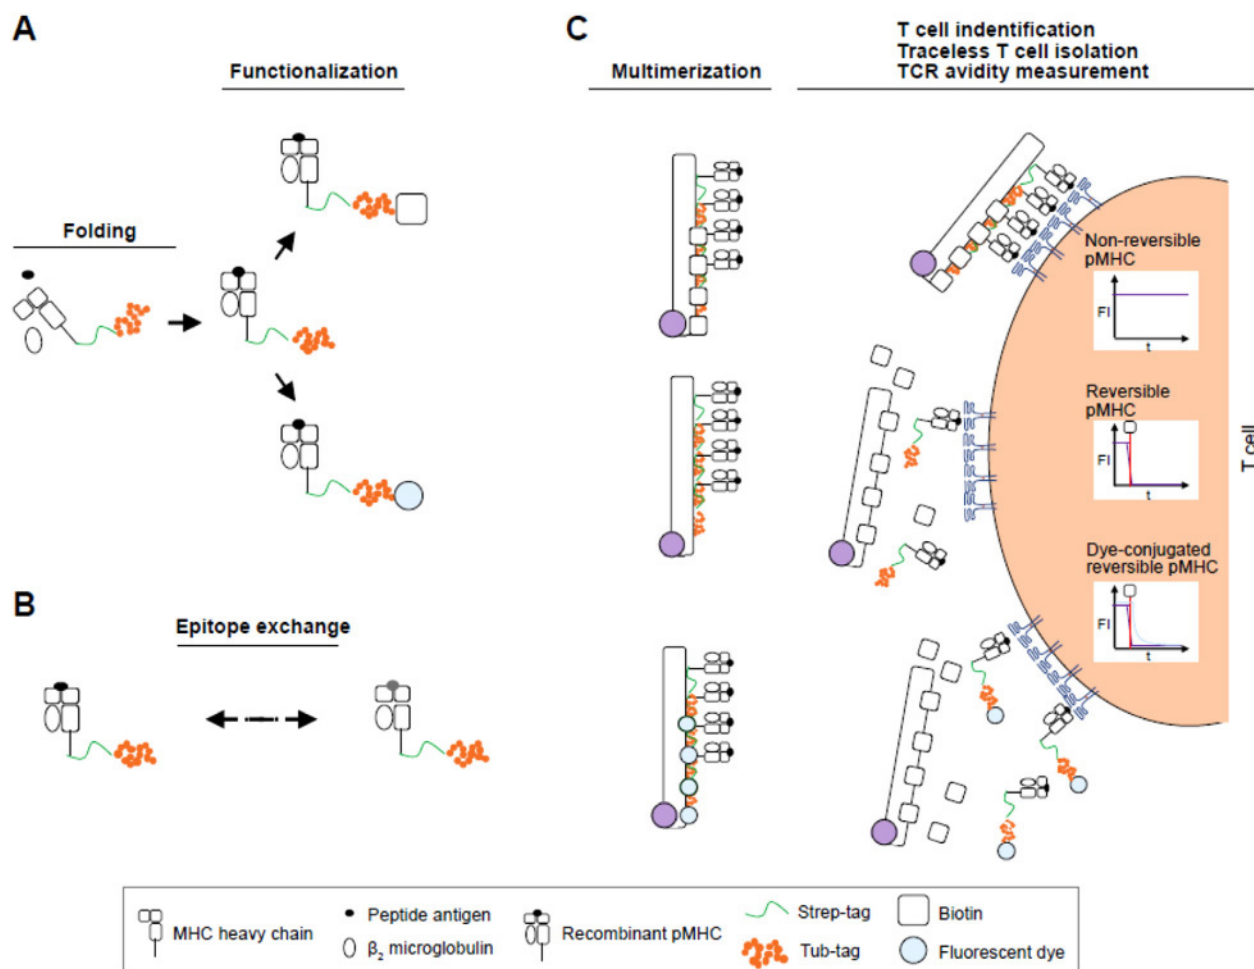 A
Functionalization
Folding
B
Epitope exchange
C
Multimerization
T cell indentification
Traceless T cell isolation
TCR avidity measurement
Non-reversible
pMHC
FI
t
Reversible
pMHC
FI
t
Dye-conjugated
reversible pMHC
FI
t
T cell
MHC heavy chain
Peptide antigen
β₂ microglobulin
Recombinant pMHC
Strep-tag
Tub-tag
Biotin
Fluorescent dye